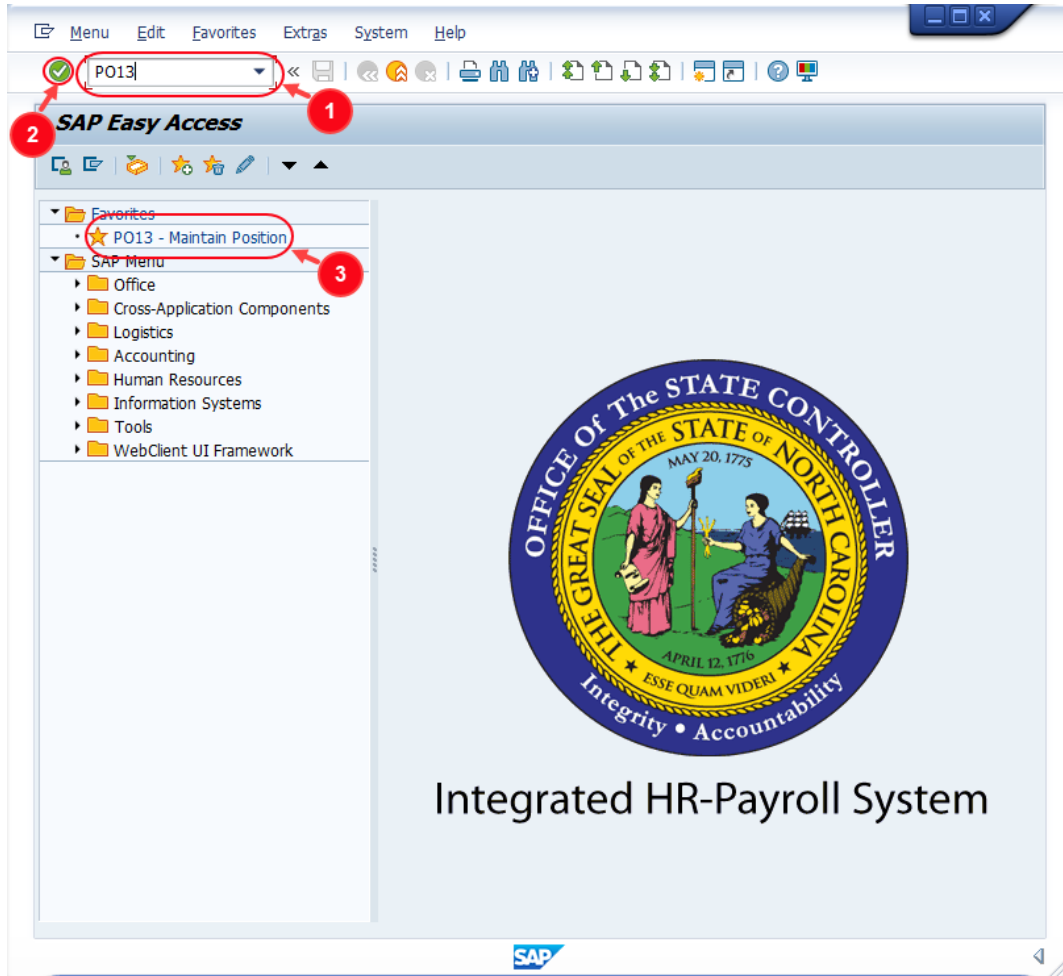 Menu Edit Favorites Extras System Help
PO13
1
2
SAP Easy Access
Favorites
PO13 - Maintain Position
3
SAP Menu
Office
Cross-Application Components
Logistics
Accounting
Human Resources
Information Systems
Tools
WebClient UI Framework
OFFICE Of The STATE CONTROLLER
THE GREAT SEAL OF THE STATE OF NORTH CAROLINA
MAY 20, 1775
APRIL 12, 1776
ESSE QUAM VIDERI
Integrity • Accountability
Integrated HR-Payroll System
SAP